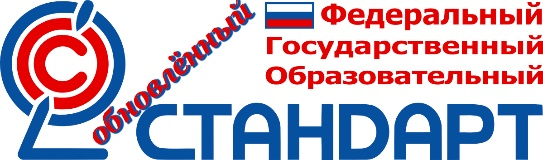 обновлённый
Федеральный
Государственный
Образовательный
СТАНДАРТ